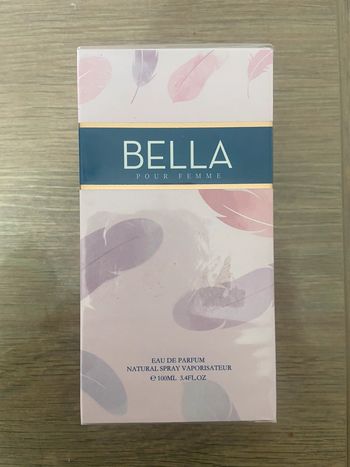 BELLA
POUR FEMME
EAU DE PARFUM
NATURAL SPRAY VAPORISATEUR
℮ 100ML 3.4FL.OZ